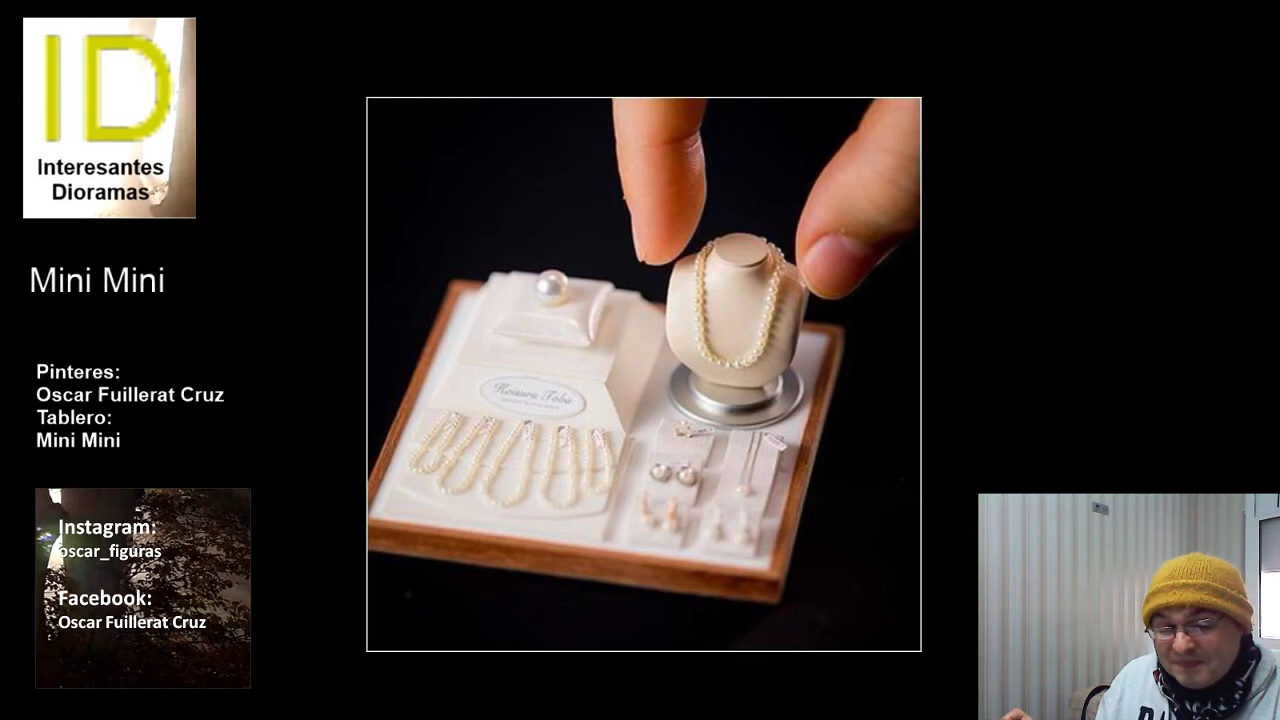 ID
Interesantes
Dioramas
Mini Mini
Pinteres:
Oscar Fuillerat Cruz
Tablero:
Mini Mini
Instagram:
oscar_figuras
Facebook:
Oscar Fuillerat Cruz